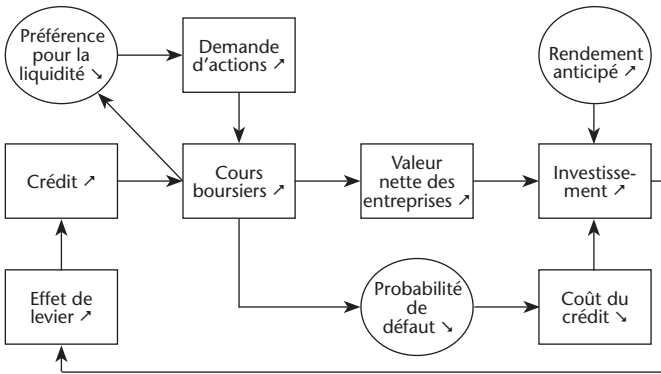 Préférence
pour la
liquidité ↘
Demande
d'actions ↗
Rendement
anticipé ↗
Crédit ↗
Cours
boursiers ↗
Valeur
nette des
entreprises ↗
Investisse-
ment ↗
Effet de
levier ↗
Probabilité
de
défaut ↘
Coût du
crédit ↘